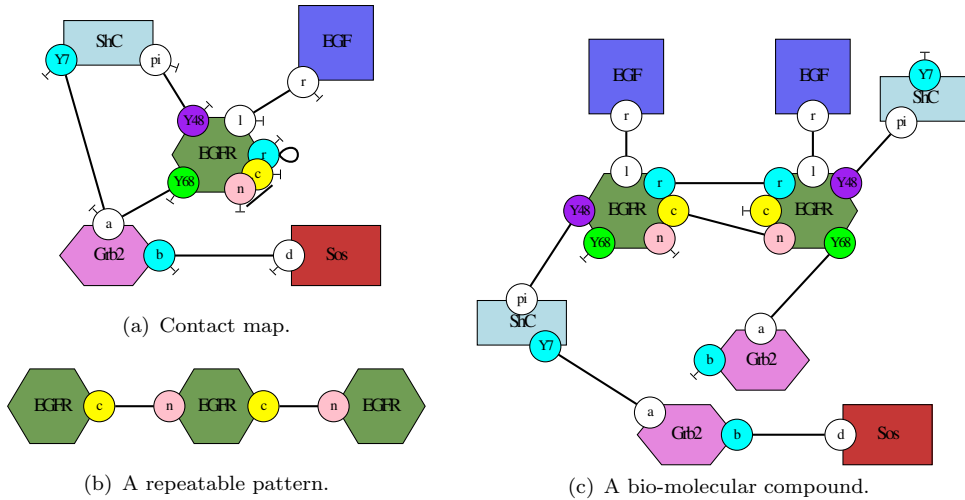 ShC
Y7
pi
EGF
r
Y48
l
EGFR
r
c
Y68
n
a
Grb2
b
d
Sos
(a) Contact map.
EGFR
c
n
EGFR
c
n
EGFR
(b) A repeatable pattern.
EGF
EGF
Y7
ShC
r
r
pi
l
l
r
r
Y48
Y48
EGFR
c
c
EGFR
n
n
Y68
Y68
pi
ShC
Y7
a
b
Grb2
a
Grb2
b
d
Sos
(c) A bio-molecular compound.